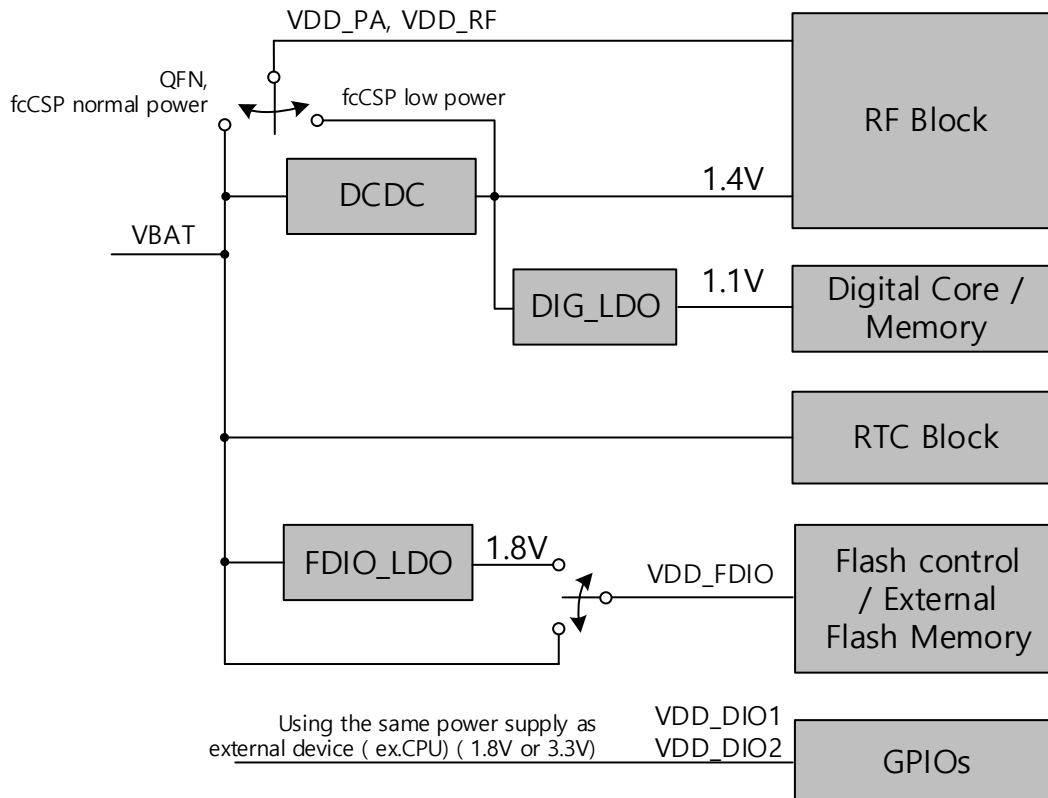 VDD_PA, VDD_RF
QFN,
fcCSP normal power
fcCSP low power
RF Block
DCDC
1.4V
VBAT
DIG_LDO
1.1V
Digital Core /
Memory
RTC Block
FDIO_LDO
1.8V
VDD_FDIO
Flash control
/ External
Flash Memory
Using the same power supply as
external device ( ex.CPU) ( 1.8V or 3.3V)
VDD_DIO1
VDD_DIO2
GPIOs